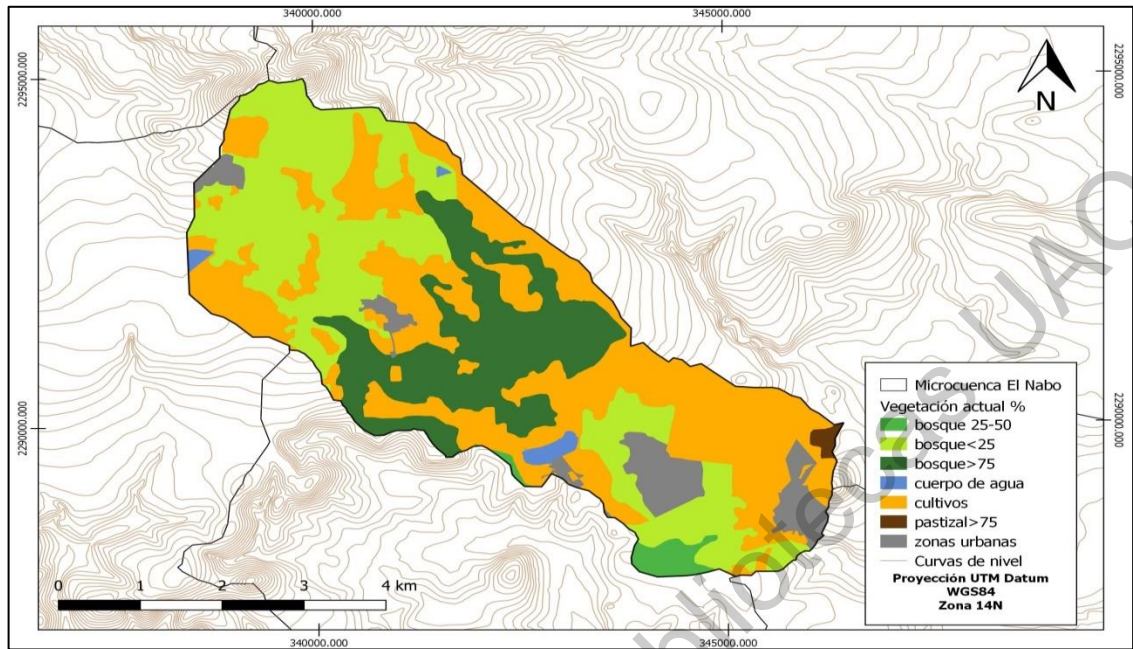 340000.000
345000.000
2295000.000
2295000.000
N
2290000.000
2290000.000
Microcuenca El Nabo
Vegetación actual %
bosque 25-50
bosque<25
bosque>75
cuerpo de agua
cultivos
pastizal>75
zonas urbanas
Curvas de nivel
Proyección UTM Datum
WGS84
Zona 14N
0 1 2 3 4 km
340000.000
345000.000
bliotecas UAQ